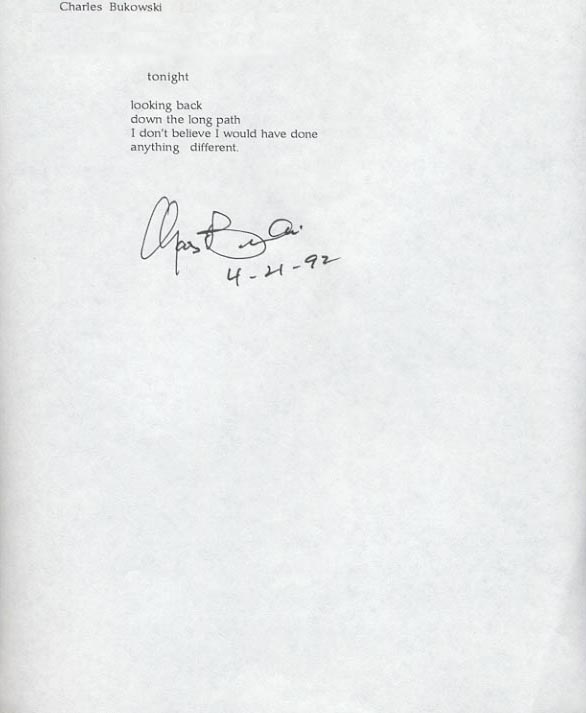 Charles Bukowski
tonight
looking back
down the long path
I don't believe I would have done
anything different.
Chas Bukowski
4-21-92